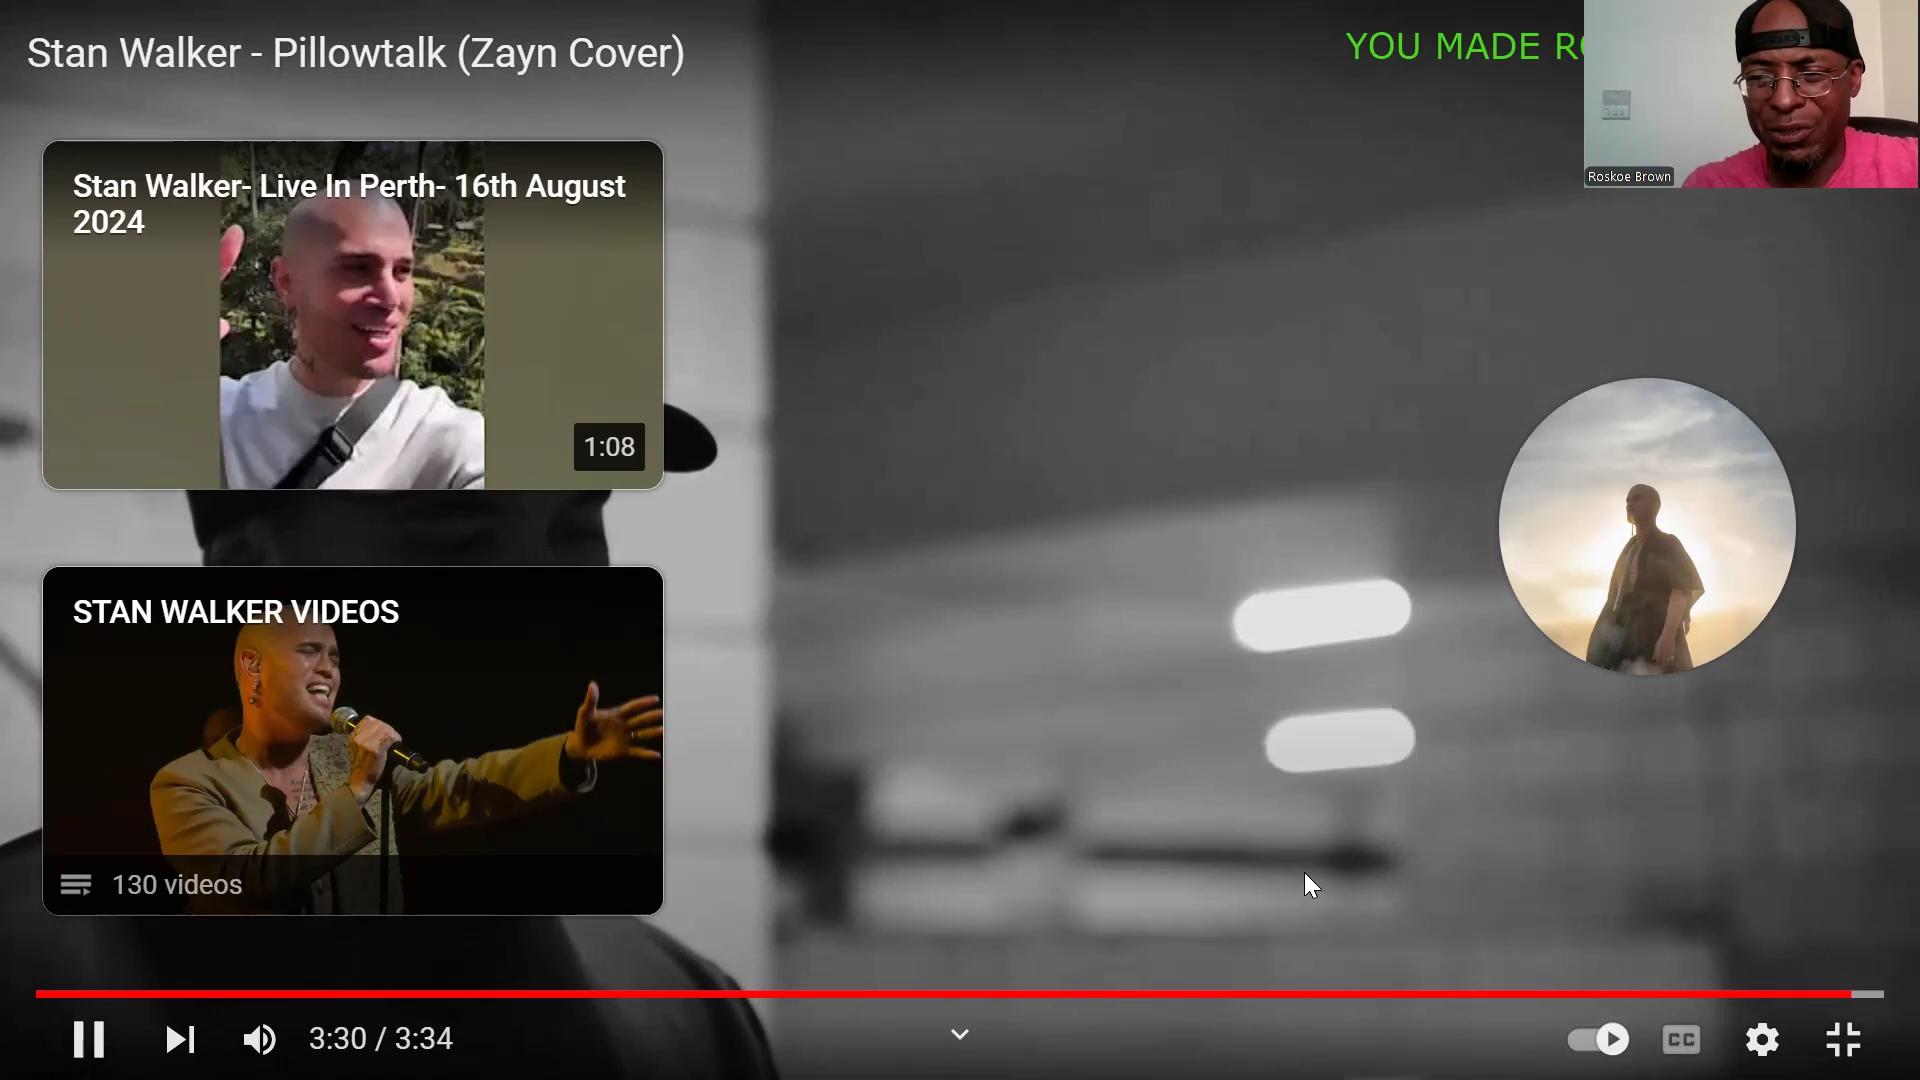 Stan Walker - Pillowtalk (Zayn Cover)
YOU MADE R
Roskoe Brown
Stan Walker- Live In Perth- 16th August
2024
1:08
STAN WALKER VIDEOS
130 videos
3:30 / 3:34
CC